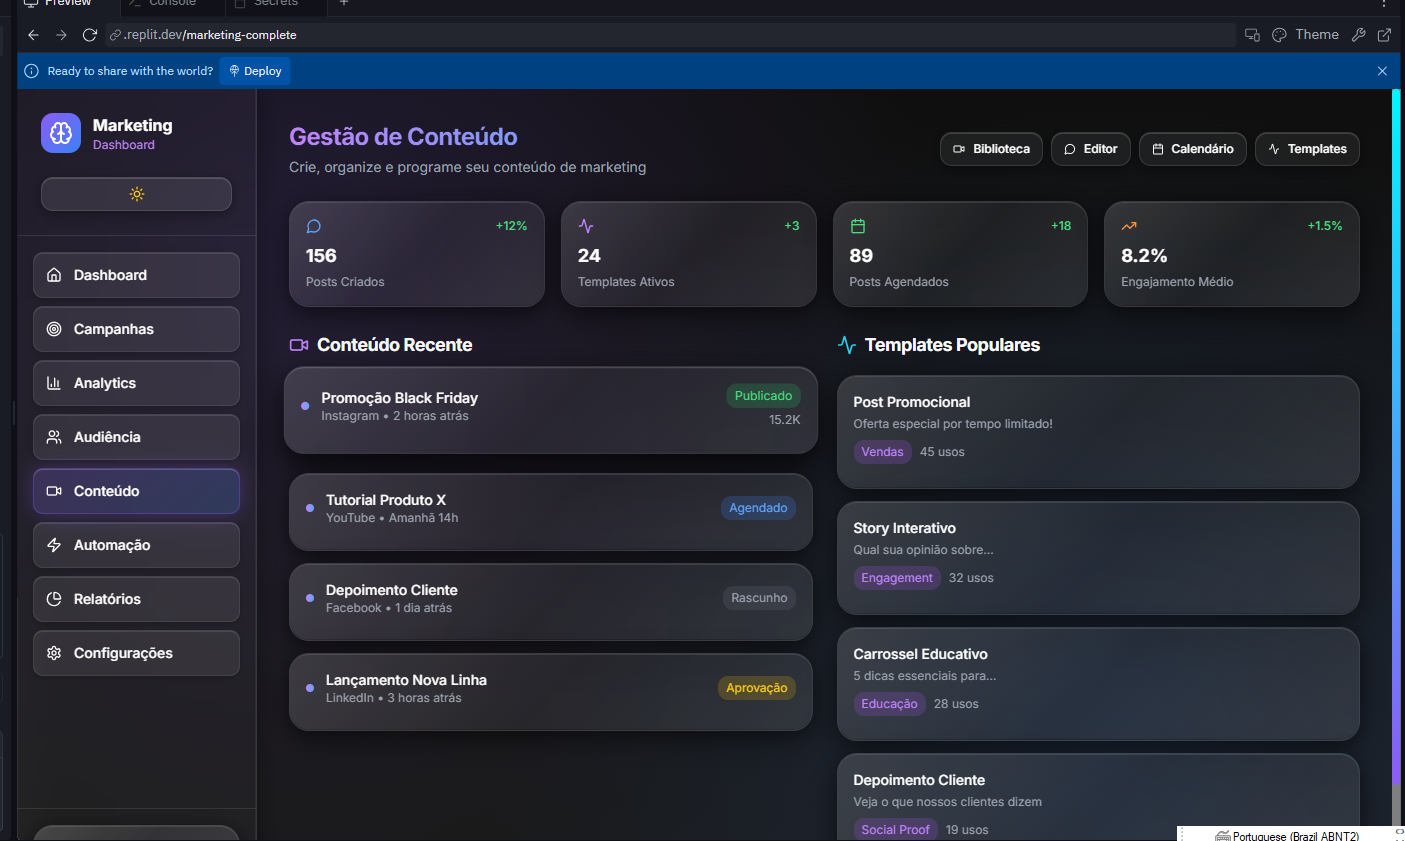 Preview
Console
Secrets
.replit.dev/marketing-complete
Theme
Ready to share with the world?
Deploy
Marketing
Dashboard
Dashboard
Campanhas
Analytics
Audiência
Conteúdo
Automação
Relatórios
Configurações
Gestão de Conteúdo
Crie, organize e programe seu conteúdo de marketing
Biblioteca
Editor
Calendário
Templates
+12%
156
Posts Criados
+3
24
Templates Ativos
+18
89
Posts Agendados
+1.5%
8.2%
Engajamento Médio
Conteúdo Recente
Promoção Black Friday
Instagram • 2 horas atrás
Publicado
15.2K
Tutorial Produto X
YouTube • Amanhã 14h
Agendado
Depoimento Cliente
Facebook • 1 dia atrás
Rascunho
Lançamento Nova Linha
LinkedIn • 3 horas atrás
Aprovação
Templates Populares
Post Promocional
Oferta especial por tempo limitado!
Vendas 45 usos
Story Interativo
Qual sua opinião sobre...
Engagement 32 usos
Carrossel Educativo
5 dicas essenciais para...
Educação 28 usos
Depoimento Cliente
Veja o que nossos clientes dizem
Social Proof 19 usos
Portuguese (Brazil ABNT2)